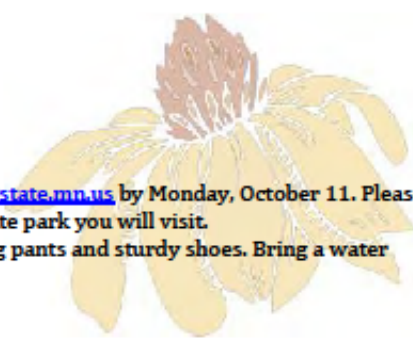 state.mn.us by Monday, October 11. Pleas
te park you will visit.
g pants and sturdy shoes. Bring a water